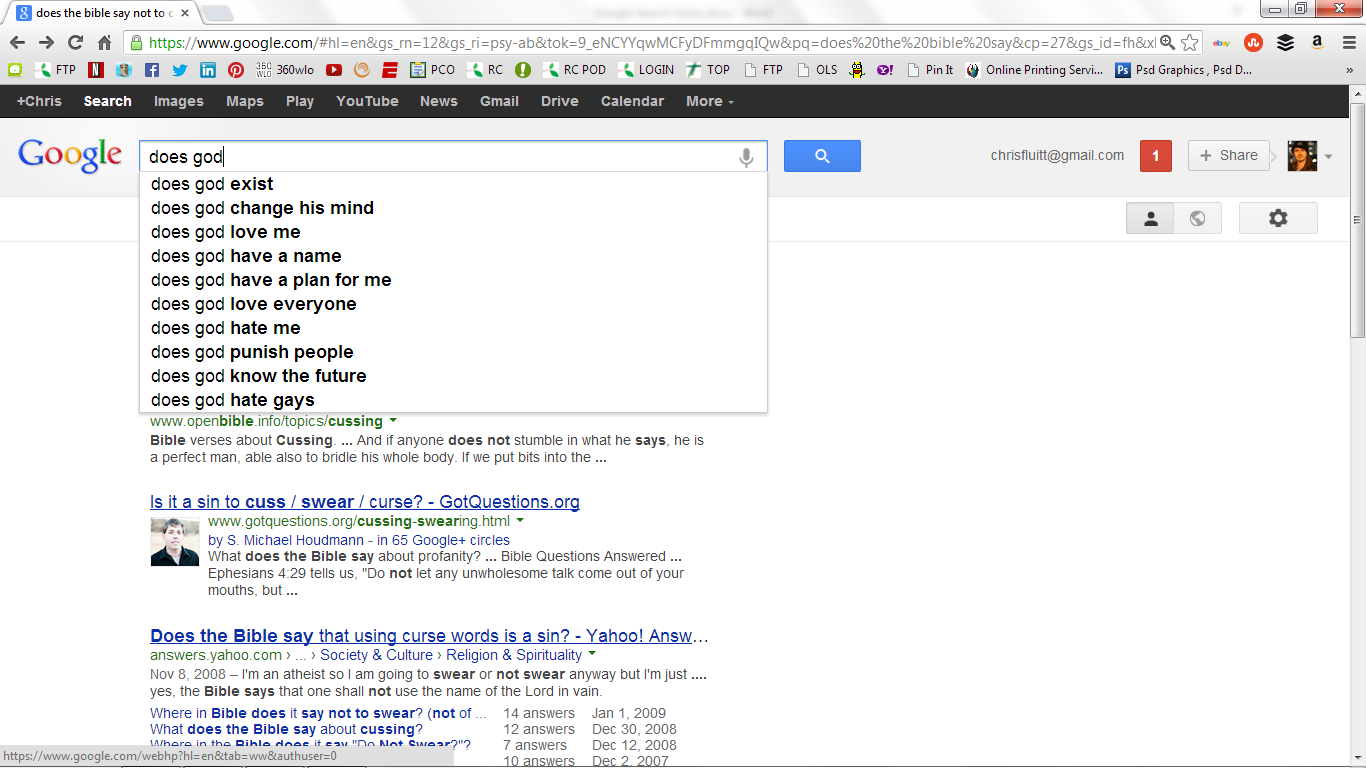 does the bible say not to c
https://www.google.com/#hl=en&gs_rn=12&gs_ri=psy-ab&tok=9_eNCYYqwMCFyDFmmgqIQw&pq=does%20the%20bible%20say&cp=27&gs_id=fh&xl
FTP
360wlo
PCO
RC
RC POD
LOGIN
TOP
FTP
OLS
Pin It
Online Printing Servi...
Psd Graphics , Psd D...
»
+Chris Search Images Maps Play YouTube News Gmail Drive Calendar More
Google
does god
chrisfluitt@gmail.com
1
+ Share
does god exist
does god change his mind
does god love me
does god have a name
does god have a plan for me
does god love everyone
does god hate me
does god punish people
does god know the future
does god hate gays
www.openbible.info/topics/cussing
Bible verses about Cussing. ... And if anyone does not stumble in what he says, he is
a perfect man, able also to bridle his whole body. If we put bits into the ...
Is it a sin to cuss / swear / curse? - GotQuestions.org
www.gotquestions.org/cussing-swearing.html
by S. Michael Houdmann - in 65 Google+ circles
What does the Bible say about profanity? ... Bible Questions Answered ...
Ephesians 4:29 tells us, "Do not let any unwholesome talk come out of your
mouths, but ...
Does the Bible say that using curse words is a sin? - Yahoo! Answ...
answers.yahoo.com › ... › Society & Culture › Religion & Spirituality
Nov 8, 2008 – I'm an atheist so I am going to swear or not swear anyway but I'm just ....
yes, the Bible says that one shall not use the name of the Lord in vain.
Where in Bible does it say not to swear? (not of ... 14 answers Jan 1, 2009
What does the Bible say about cussing? 12 answers Dec 30, 2008
Where in the Bible does it say "Do Not Swear?"? 7 answers Dec 12, 2008
10 answers Dec 2, 2007
https://www.google.com/webhp?hl=en&tab=ww&authuser=0